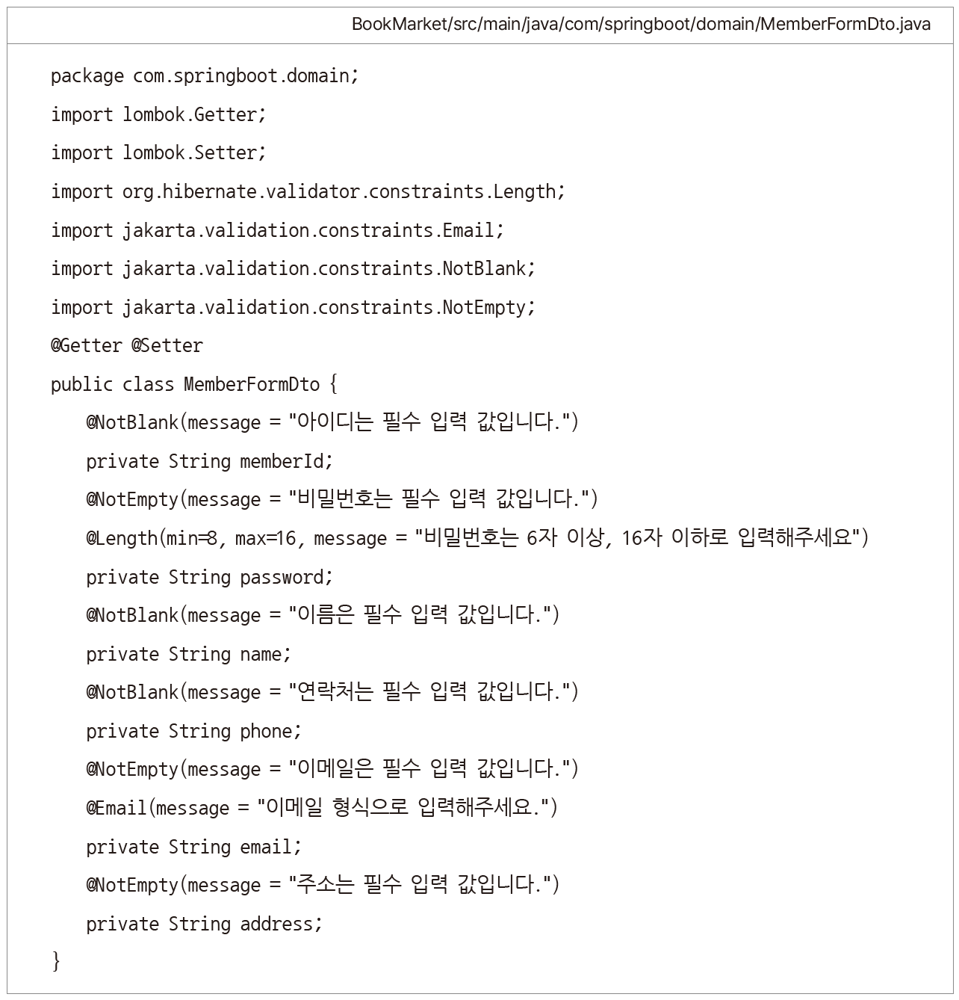 BookMarket/src/main/java/com/springboot/domain/MemberFormDto.java
package com.springboot.domain;
import lombok.Getter;
import lombok.Setter;
import org.hibernate.validator.constraints.Length;
import jakarta.validation.constraints.Email;
import jakarta.validation.constraints.NotBlank;
import jakarta.validation.constraints.NotEmpty;
@Getter @Setter
public class MemberFormDto {
    @NotBlank(message = "아이디는 필수 입력 값입니다.")
    private String memberId;
    @NotEmpty(message = "비밀번호는 필수 입력 값입니다.")
    @Length(min=8, max=16, message = "비밀번호는 6자 이상, 16자 이하로 입력해주세요")
    private String password;
    @NotBlank(message = "이름은 필수 입력 값입니다.")
    private String name;
    @NotBlank(message = "연락처는 필수 입력 값입니다.")
    private String phone;
    @NotEmpty(message = "이메일은 필수 입력 값입니다.")
    @Email(message = "이메일 형식으로 입력해주세요.")
    private String email;
    @NotEmpty(message = "주소는 필수 입력 값입니다.")
    private String address;
}